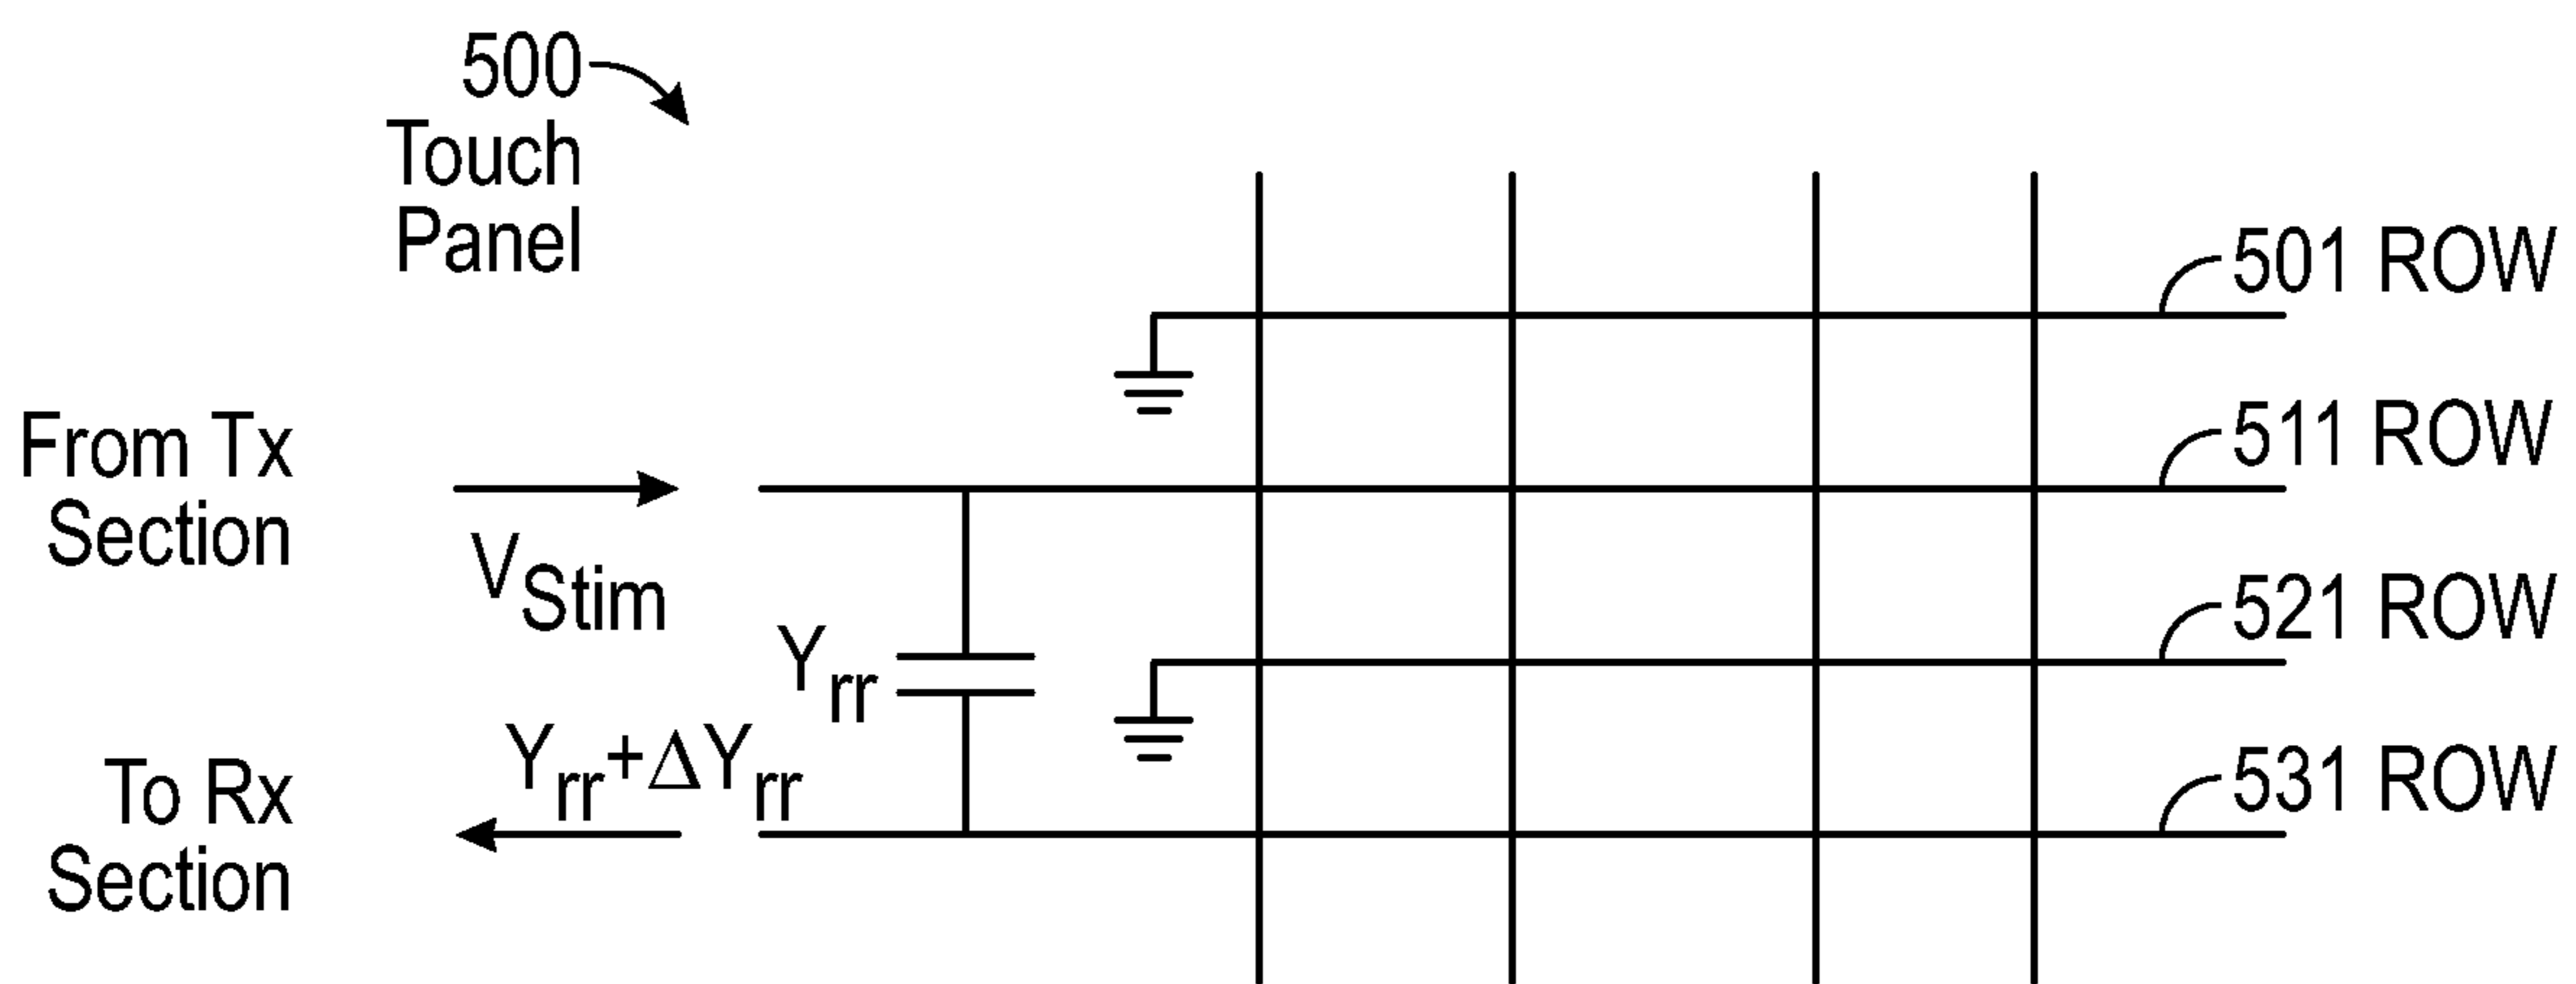 500
Touch
Panel
501 ROW
From Tx
Section
511 ROW
VStim
521 ROW
Yrr
Yrr+ΔYrr
To Rx
Section
531 ROW